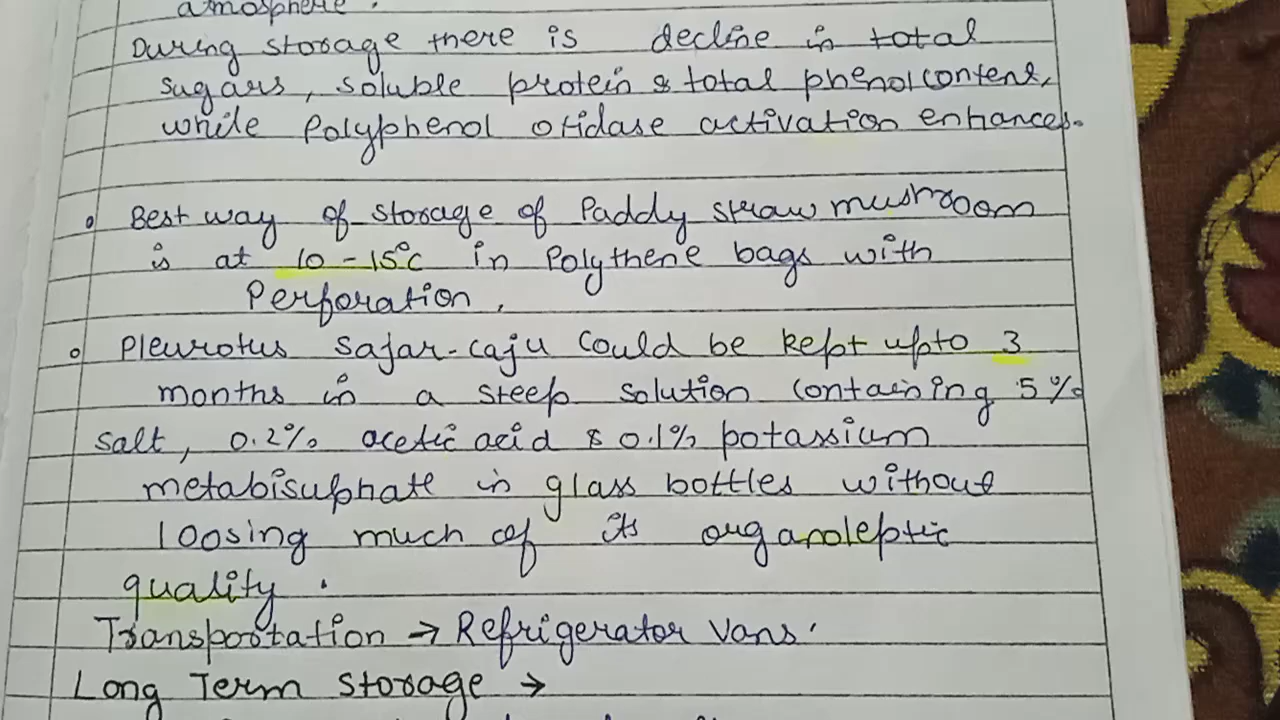 atmosphere.
During storage there is decline in total
sugars, soluble protein & total phenol content,
while Polyphenol oxidase activation enhances.
• Best way of storage of Paddy straw mushroom
is at 10-15°c in Polythene bags with
Perforation.
• Pleurotus sajar-caju could be kept upto 3
months in a steep solution containing 5%
salt, 0.2% acetic acid & 0.1% potassium
metabisulphate in glass bottles without
loosing much of its organoleptic
quality.
Transportation → Refrigerator Vans.
Long Term Storage →